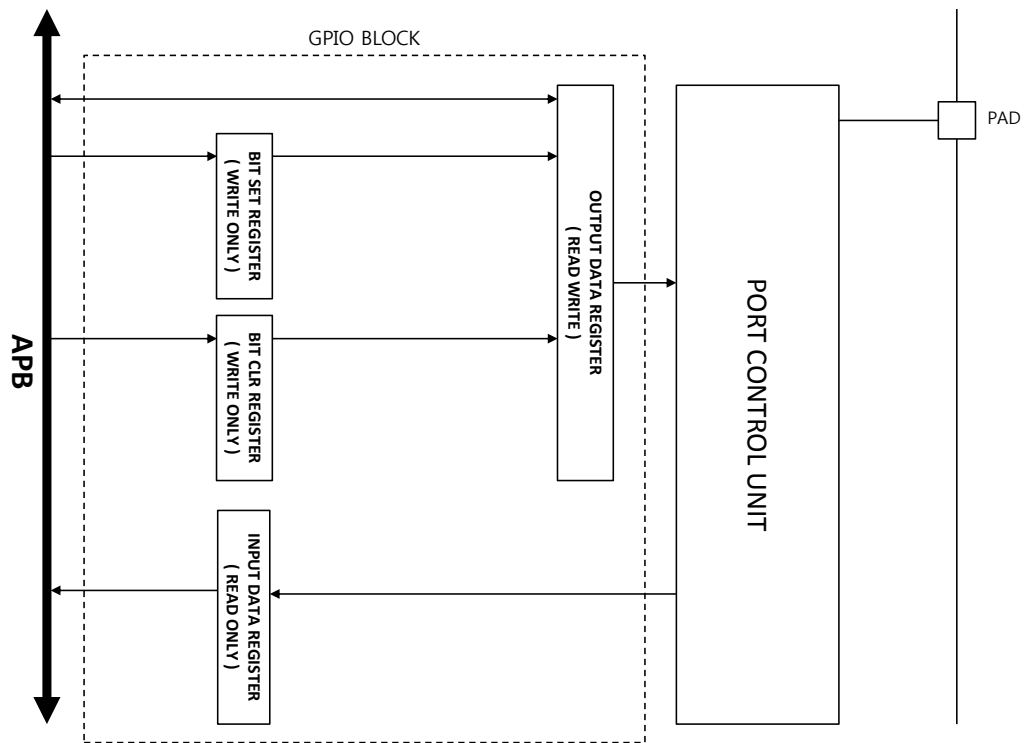 GPIO BLOCK
PAD
BIT SET REGISTER
( WRITE ONLY )
OUTPUT DATA REGISTER
( READ WRITE )
PORT CONTROL UNIT
APB
BIT CLR REGISTER
( WRITE ONLY )
INPUT DATA REGISTER
( READ ONLY )